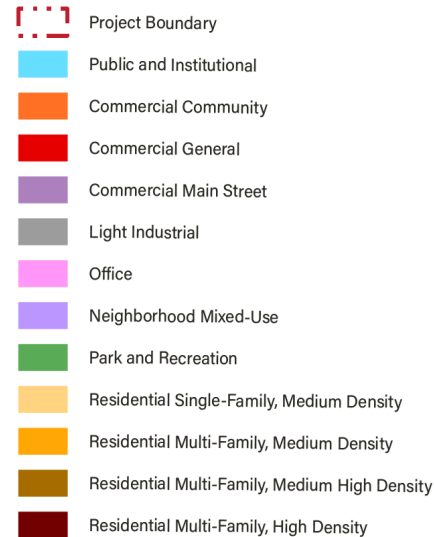 Project Boundary
Public and Institutional
Commercial Community
Commercial General
Commercial Main Street
Light Industrial
Office
Neighborhood Mixed-Use
Park and Recreation
Residential Single-Family, Medium Density
Residential Multi-Family, Medium Density
Residential Multi-Family, Medium High Density
Residential Multi-Family, High Density